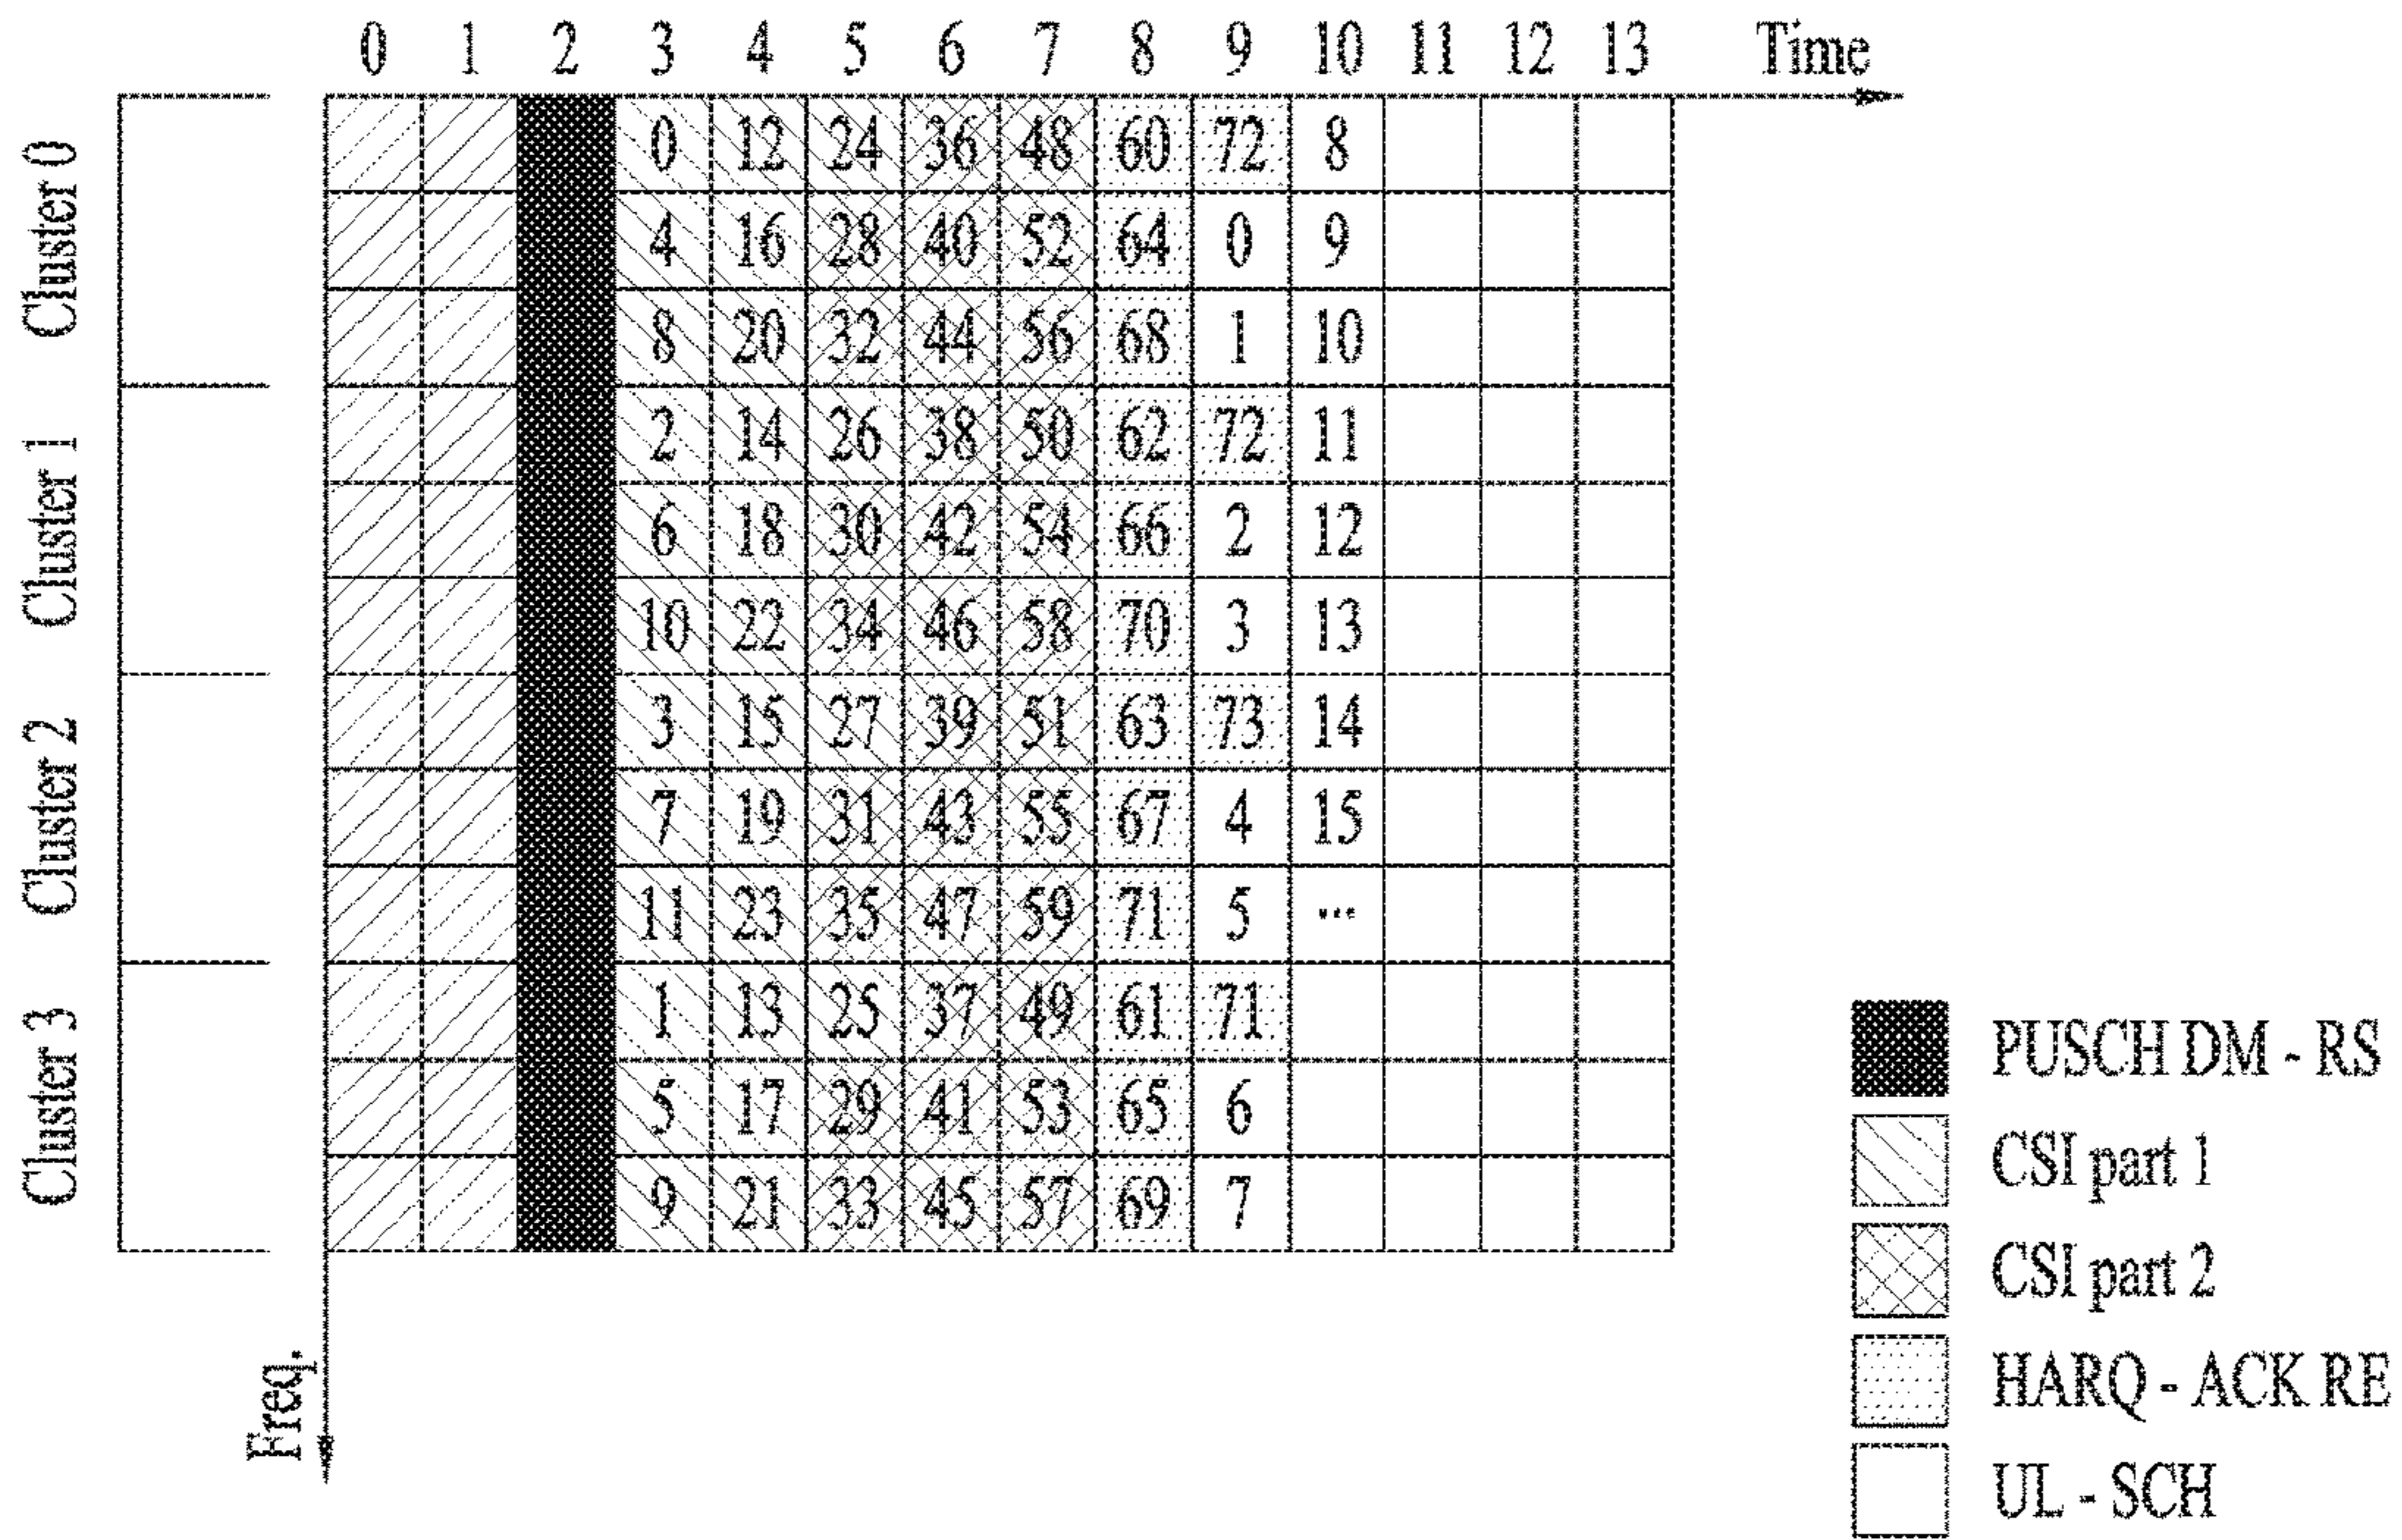 0 1 2 3 4 5 6 7 8 9 10 11 12 13 Time
Cluster 0
0 12 24 36 48 60 72 8
4 16 28 40 52 64 0 9
8 20 32 44 56 68 1 10
Cluster 1
2 14 26 38 50 62 72 11
6 18 30 42 54 66 2 12
10 22 34 46 58 70 3 13
Cluster 2
3 15 27 39 51 63 73 14
7 19 31 43 55 67 4 15
11 23 35 47 59 71 5 ...
Cluster 3
1 13 25 37 49 61 71
5 17 29 41 53 65 6
9 21 33 45 57 69 7
Freq.
PUSCH DM - RS
CSI part 1
CSI part 2
HARQ - ACK RE
UL - SCH